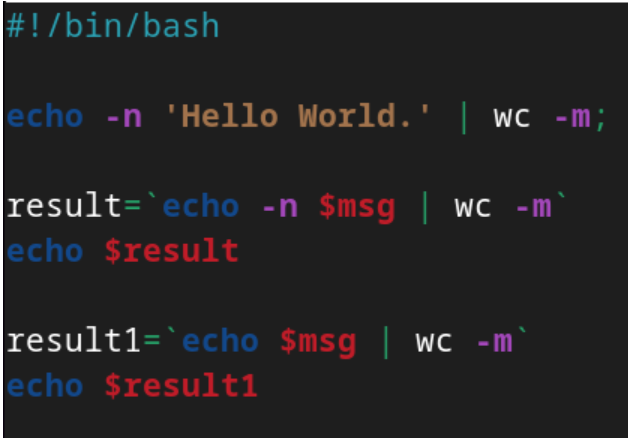 #!/bin/bash
echo -n 'Hello World.' | wc -m;
result=`echo -n $msg | wc -m`
echo $result
result1=`echo $msg | wc -m`
echo $result1